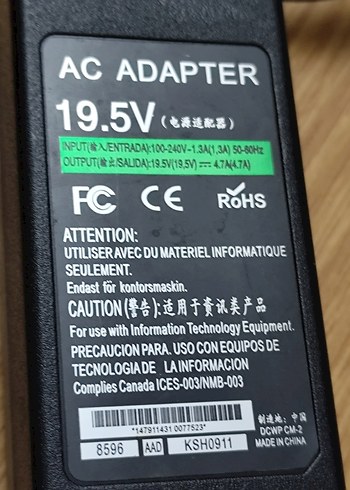 AC ADAPTER
19.5V (电源适配器)
INPUT(输入/ENTRADA):100-240V~1.3A(1,3A) 50-60Hz
OUTPUT(输出/SALIDA):19.5V(19,5V) ⎓ 4.7A(4.7A)
FC CE RoHS
ATTENTION:
UTILISER AVEC DU MATERIEL INFORMATIQUE
SEULEMENT.
Endast för kontorsmaskin.
CAUTION(警告):适用于资讯类产品
For use with Information Technology Equipment.
PRECAUCION PARA. USO CON EQUIPOS DE
TECNOLOGIA DE LA INFORMACION
Complies Canada ICES-003/NMB-003
*147911431 0077523*
8596 AAD KSH0911
制造地: 中国
DCWP CM-2
MADE IN CHINA